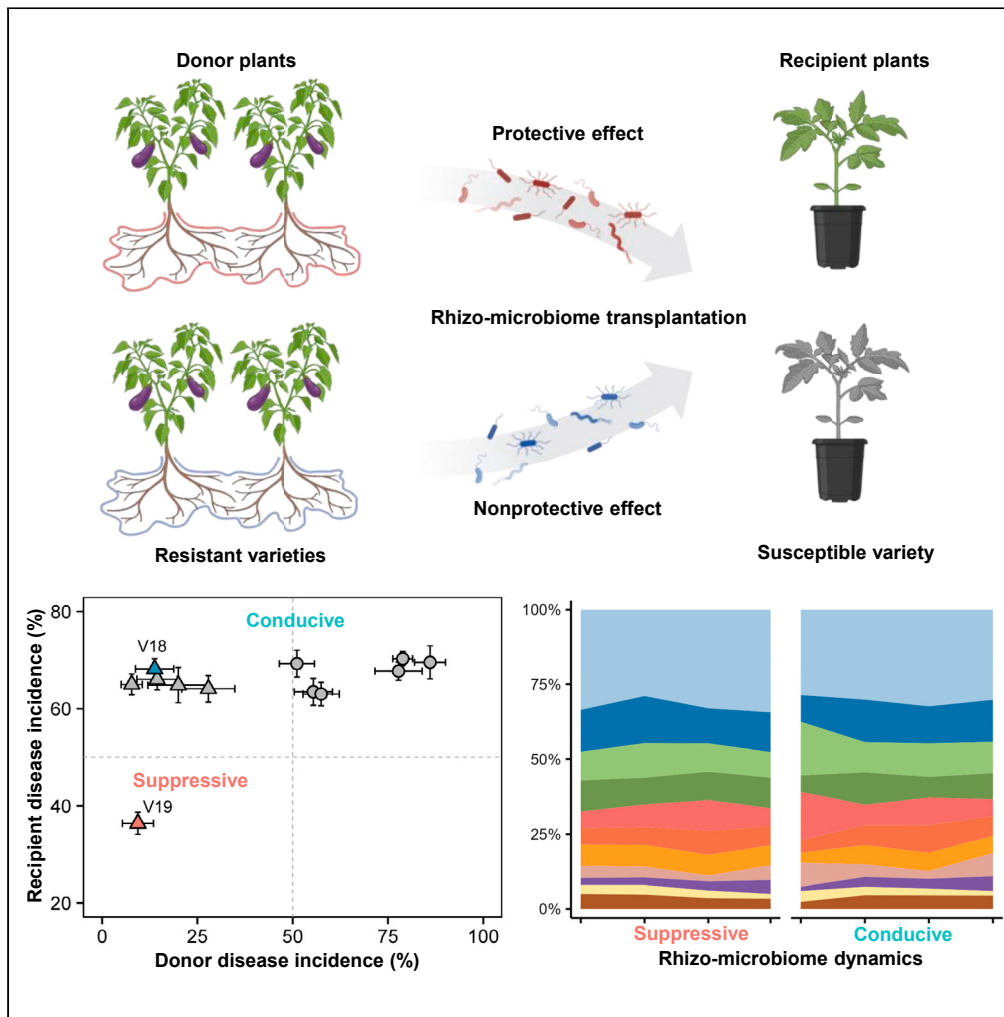 Donor plants
Recipient plants
Protective effect
Rhizo-microbiome transplantation
Nonprotective effect
Resistant varieties
Susceptible variety
Recipient disease incidence (%)
80
60
40
20
Conducive
V18
Suppressive
V19
0
25
50
75
100
Donor disease incidence (%)
100%
75%
50%
25%
0%
Suppressive
Conducive
Rhizo-microbiome dynamics